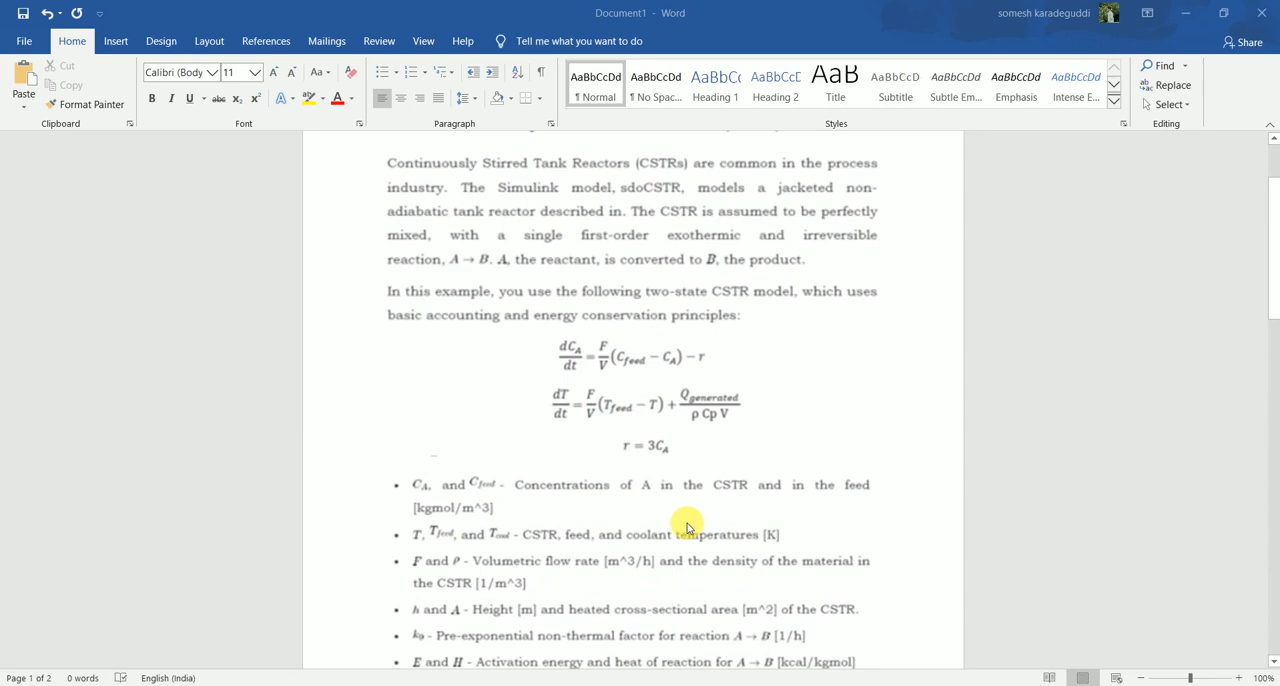 Document1 - Word
somesh karadeguddi
File Home Insert Design Layout References Mailings Review View Help Tell me what you want to do
Share
Paste
Cut
Copy
Format Painter
Clipboard
Calibri (Body 11
Font
Paragraph
AaBbCcDd AaBbCcDd AaBbCc AaBbCcE AaB AaBbCcD AaBbCcDd AaBbCcDd AaBbCcDd
¶ Normal ¶ No Spac... Heading 1 Heading 2 Title Subtitle Subtle Em... Emphasis Intense E...
Styles
Find
Replace
Select
Editing
Continuously Stirred Tank Reactors (CSTRs) are common in the process
industry. The Simulink model, sdoCSTR, models a jacketed non-
adiabatic tank reactor described in. The CSTR is assumed to be perfectly
mixed, with a single first-order exothermic and irreversible
reaction, A → B. A, the reactant, is converted to B, the product.
In this example, you use the following two-state CSTR model, which uses
basic accounting and energy conservation principles:
dC_A/dt = F/V (C_feed − C_A) − r
dT/dt = F/V (T_feed − T) + Q_generated / ρ Cp V
r = 3C_A
• C_A, and C_feed - Concentrations of A in the CSTR and in the feed
[kgmol/m^3]
• T, T_feed, and T_cool - CSTR, feed, and coolant temperatures [K]
• F and ρ - Volumetric flow rate [m^3/h] and the density of the material in
the CSTR [1/m^3]
• h and A - Height [m] and heated cross-sectional area [m^2] of the CSTR.
• k_0 - Pre-exponential non-thermal factor for reaction A → B [1/h]
• E and H - Activation energy and heat of reaction for A → B [kcal/kgmol]
Page 1 of 2 0 words English (India)
100%